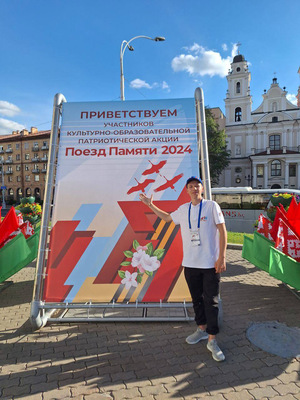 ПРИВЕТСТВУЕМ
УЧАСТНИКОВ
КУЛЬТУРНО-ОБРАЗОВАТЕЛЬНОЙ
ПАТРИОТИЧЕСКОЙ АКЦИИ
Поезд Памяти 2024